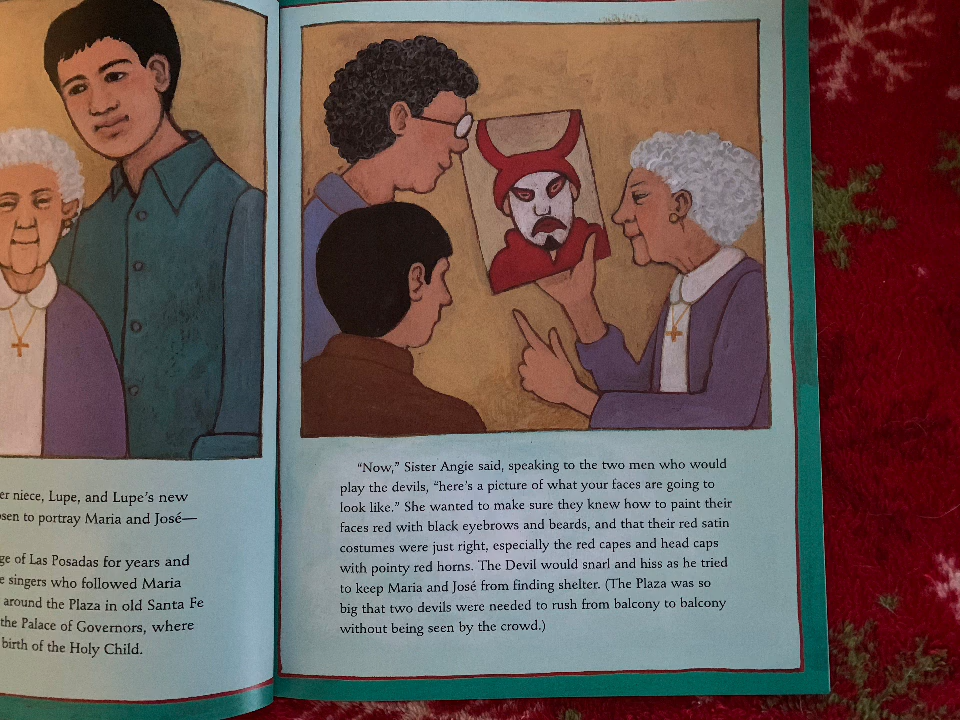 er niece, Lupe, and Lupe's new
sen to portray Maria and José—
ge of Las Posadas for years and
e singers who followed Maria
around the Plaza in old Santa Fe
the Palace of Governors, where
birth of the Holy Child.
"Now," Sister Angie said, speaking to the two men who would
play the devils, "here's a picture of what your faces are going to
look like." She wanted to make sure they knew how to paint their
faces red with black eyebrows and beards, and that their red satin
costumes were just right, especially the red capes and head caps
with pointy red horns. The Devil would snarl and hiss as he tried
to keep Maria and José from finding shelter. (The Plaza was so
big that two devils were needed to rush from balcony to balcony
without being seen by the crowd.)